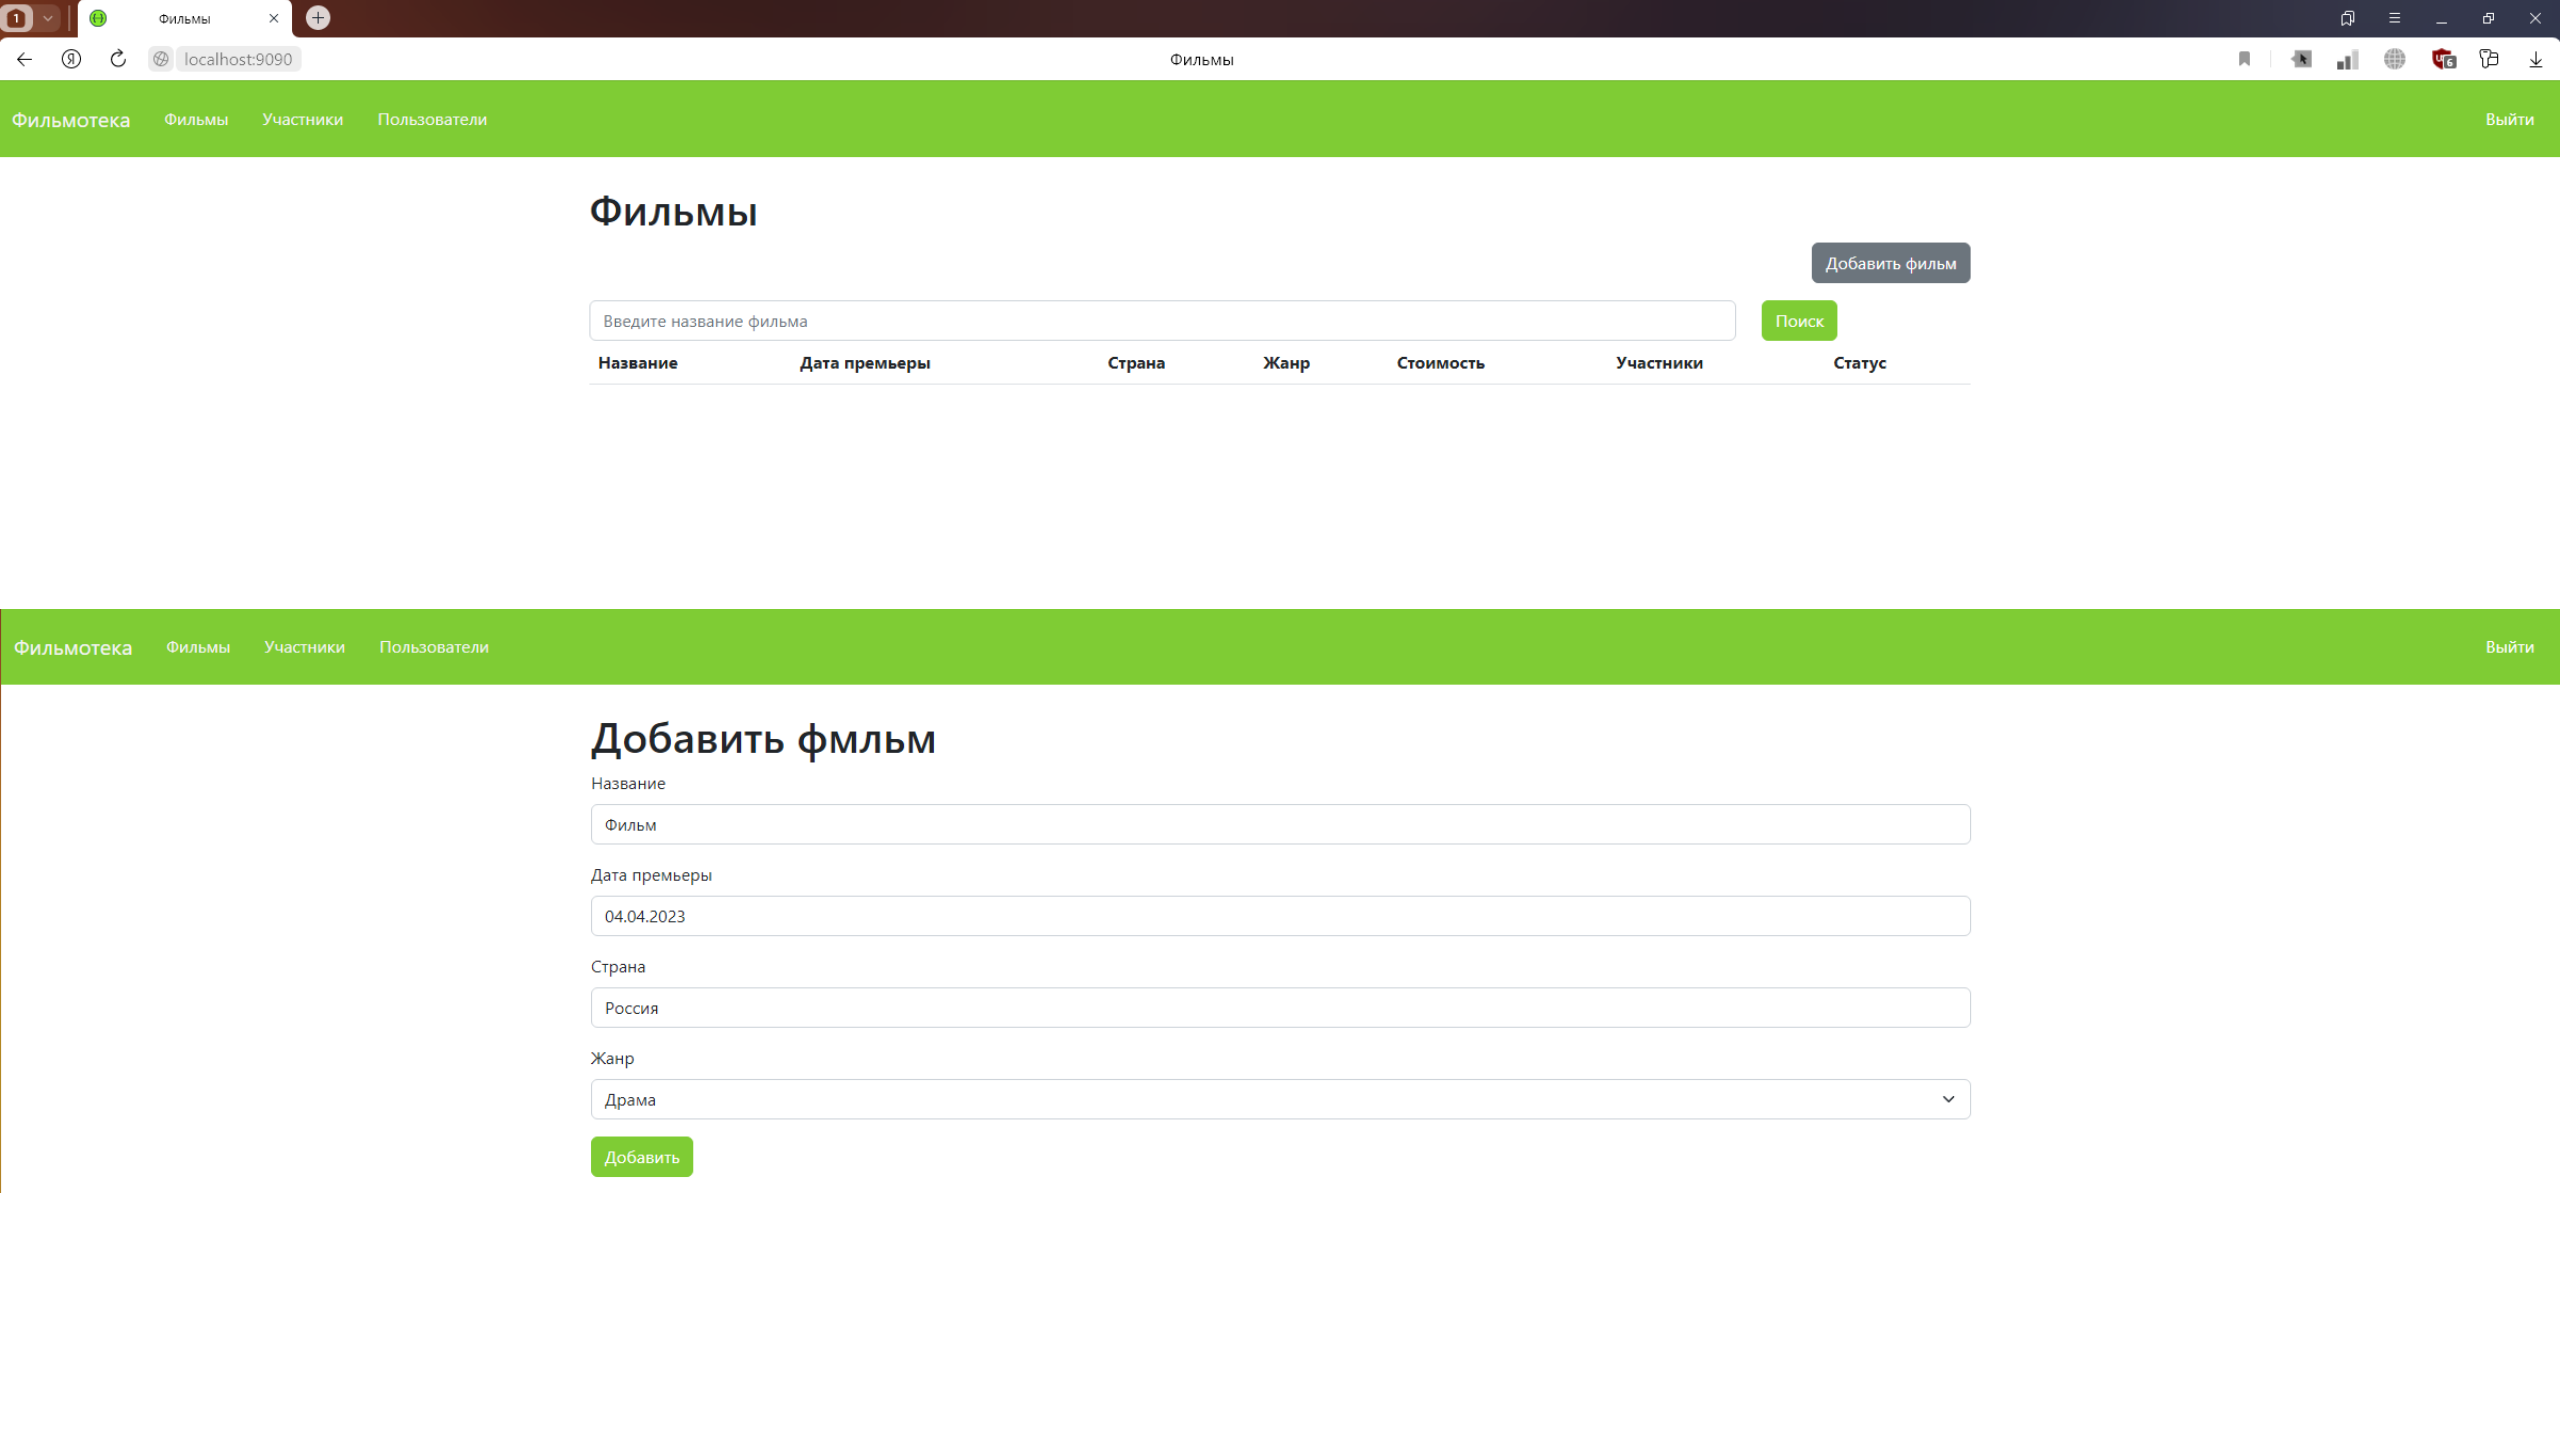 1 Фильмы
Я localhost:9090 Фильмы 6
Фильмотека Фильмы Участники Пользователи Выйти
Фильмы
Добавить фильм
Введите название фильма Поиск
Название Дата премьеры Страна Жанр Стоимость Участники Статус
Фильмотека Фильмы Участники Пользователи Выйти
Добавить фмльм
Название
Фильм
Дата премьеры
04.04.2023
Страна
Россия
Жанр
Драма
Добавить